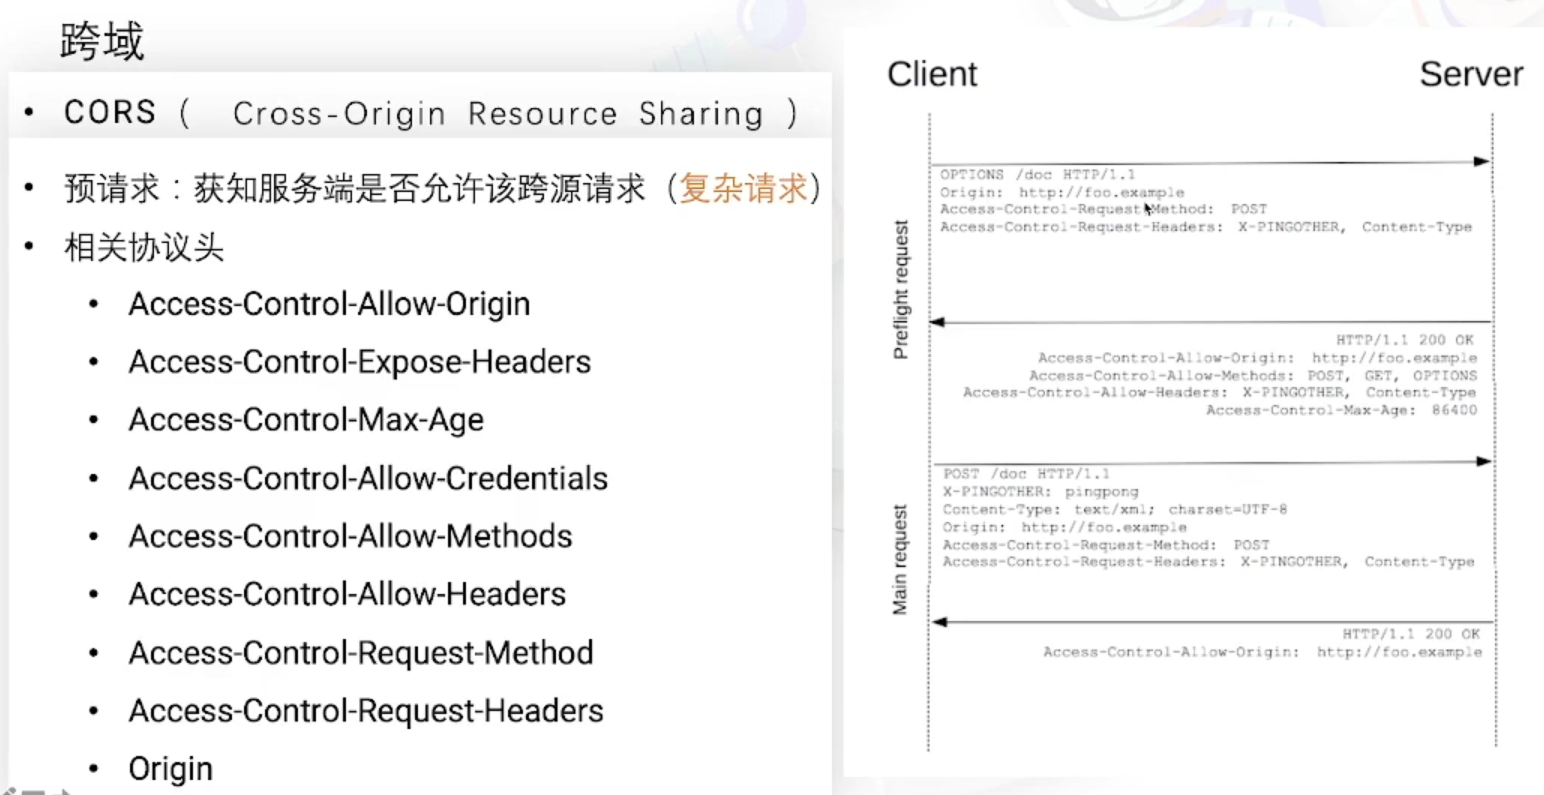 跨域
• CORS ( Cross-Origin Resource Sharing )
• 预请求：获知服务端是否允许该跨源请求（复杂请求）
• 相关协议头
• Access-Control-Allow-Origin
• Access-Control-Expose-Headers
• Access-Control-Max-Age
• Access-Control-Allow-Credentials
• Access-Control-Allow-Methods
• Access-Control-Allow-Headers
• Access-Control-Request-Method
• Access-Control-Request-Headers
• Origin
Client
Server
Preflight request
OPTIONS /doc HTTP/1.1
Origin: http://foo.example
Access-Control-Request-Method: POST
Access-Control-Request-Headers: X-PINGOTHER, Content-Type
HTTP/1.1 200 OK
Access-Control-Allow-Origin: http://foo.example
Access-Control-Allow-Methods: POST, GET, OPTIONS
Access-Control-Allow-Headers: X-PINGOTHER, Content-Type
Access-Control-Max-Age: 86400
Main request
POST /doc HTTP/1.1
X-PINGOTHER: pingpong
Content-Type: text/xml; charset=UTF-8
Origin: http://foo.example
Access-Control-Request-Method: POST
Access-Control-Request-Headers: X-PINGOTHER, Content-Type
HTTP/1.1 200 OK
Access-Control-Allow-Origin: http://foo.example